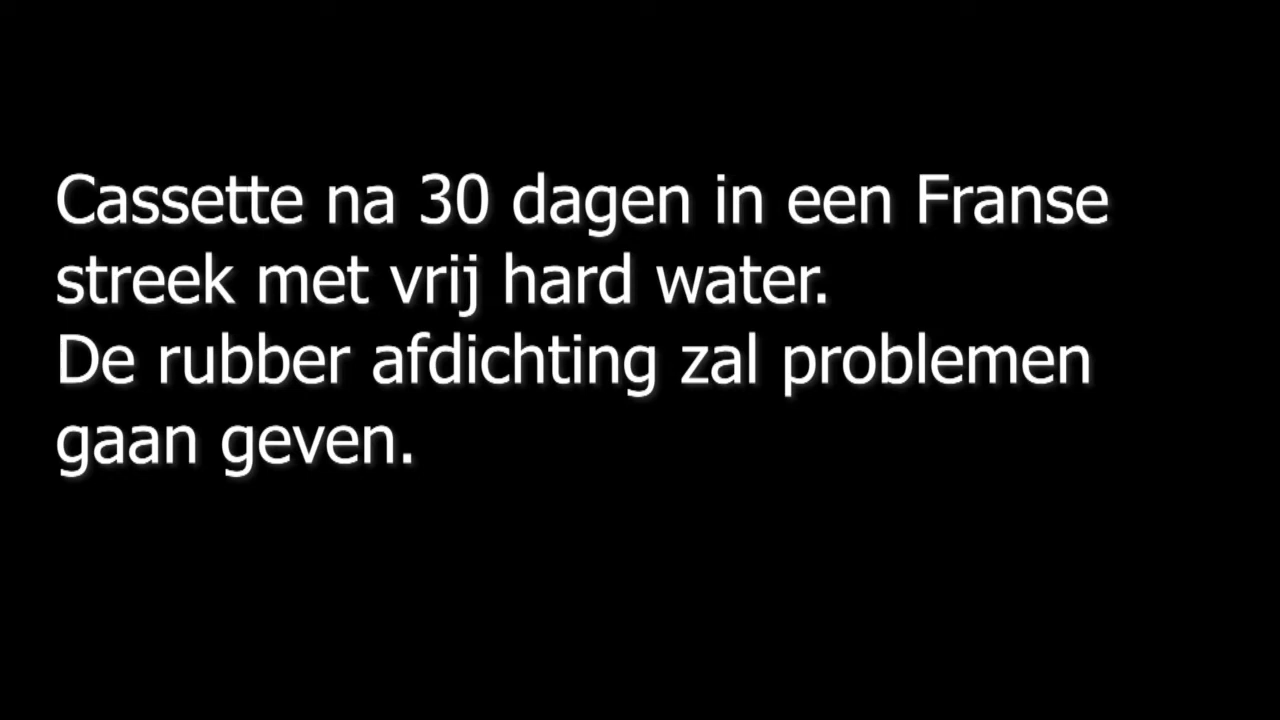 Cassette na 30 dagen in een Franse
streek met vrij hard water.
De rubber afdichting zal problemen
gaan geven.